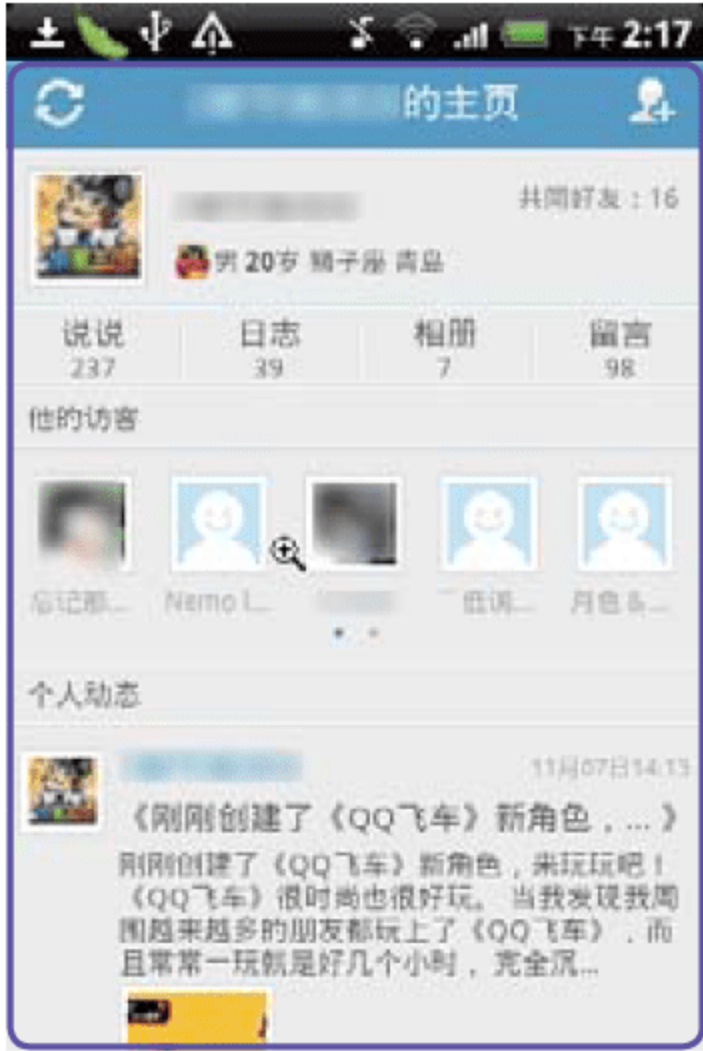 下午 2:17
的主页
共同好友：16
男 20岁 狮子座 青岛
说说 日志 相册 留言
237 39 7 98
他的访客
忘记那... Nemo l... 低调... 月色&...
个人动态
11月07日14:13
《刚刚创建了《QQ飞车》新角色，... 》
刚刚创建了《QQ飞车》新角色，来玩玩吧！
《QQ飞车》很时尚也很好玩。 当我发现我周
围越来越多的朋友都玩上了《QQ飞车》，而
且常常一玩就是好几个小时，完全沉...